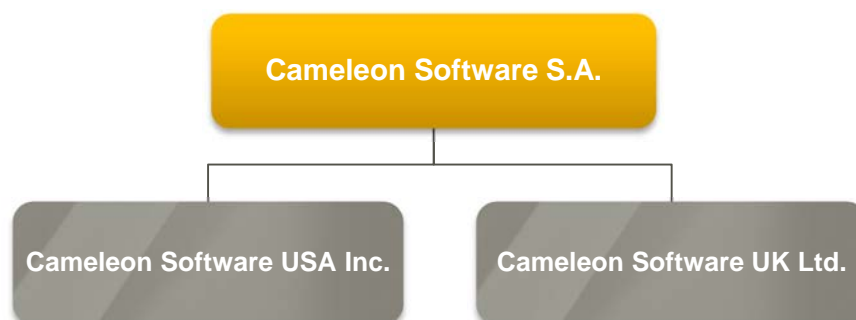 Cameleon Software S.A.
Cameleon Software USA Inc.
Cameleon Software UK Ltd.